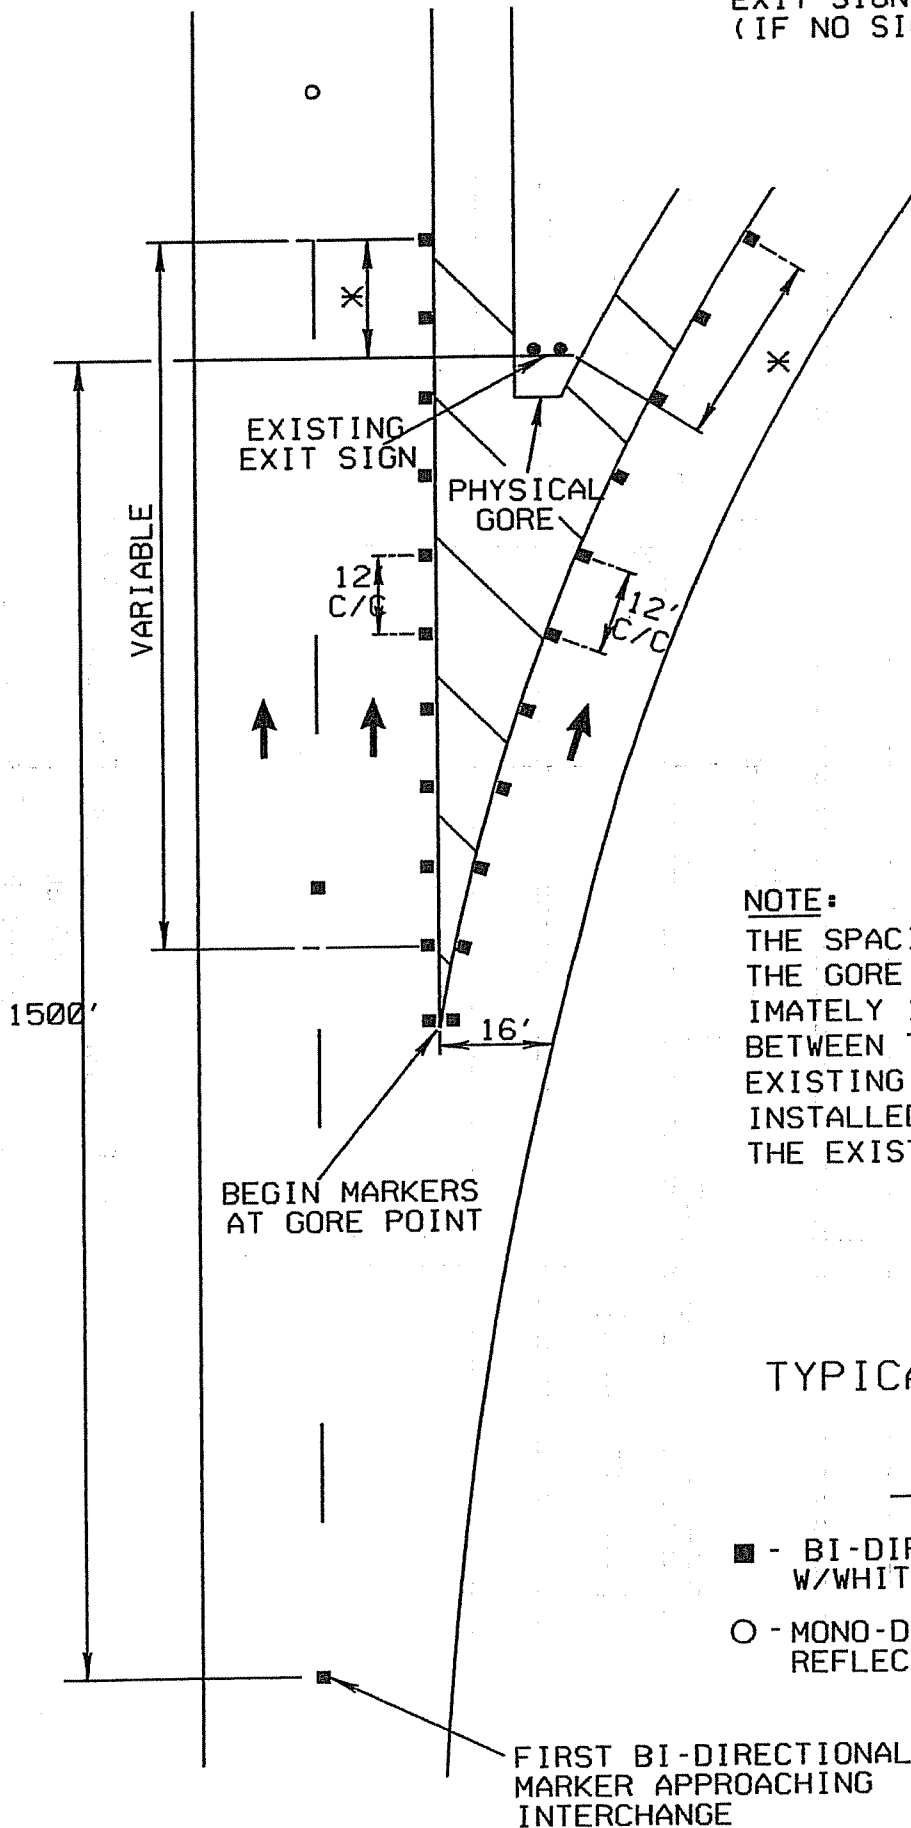 EXIT SIGN
(IF NO SI
EXISTING
EXIT SIGN
PHYSICAL
GORE
VARIABLE
12'
C/C
12'
C/C
1500'
16'
BEGIN MARKERS
AT GORE POINT
NOTE:
THE SPACI
THE GORE
IMATELY
BETWEEN
EXISTING
INSTALLED
THE EXIST
TYPICA
- BI-DIR
W/WHIT
- MONO-D
REFLEC
FIRST BI-DIRECTIONAL
MARKER APPROACHING
INTERCHANGE